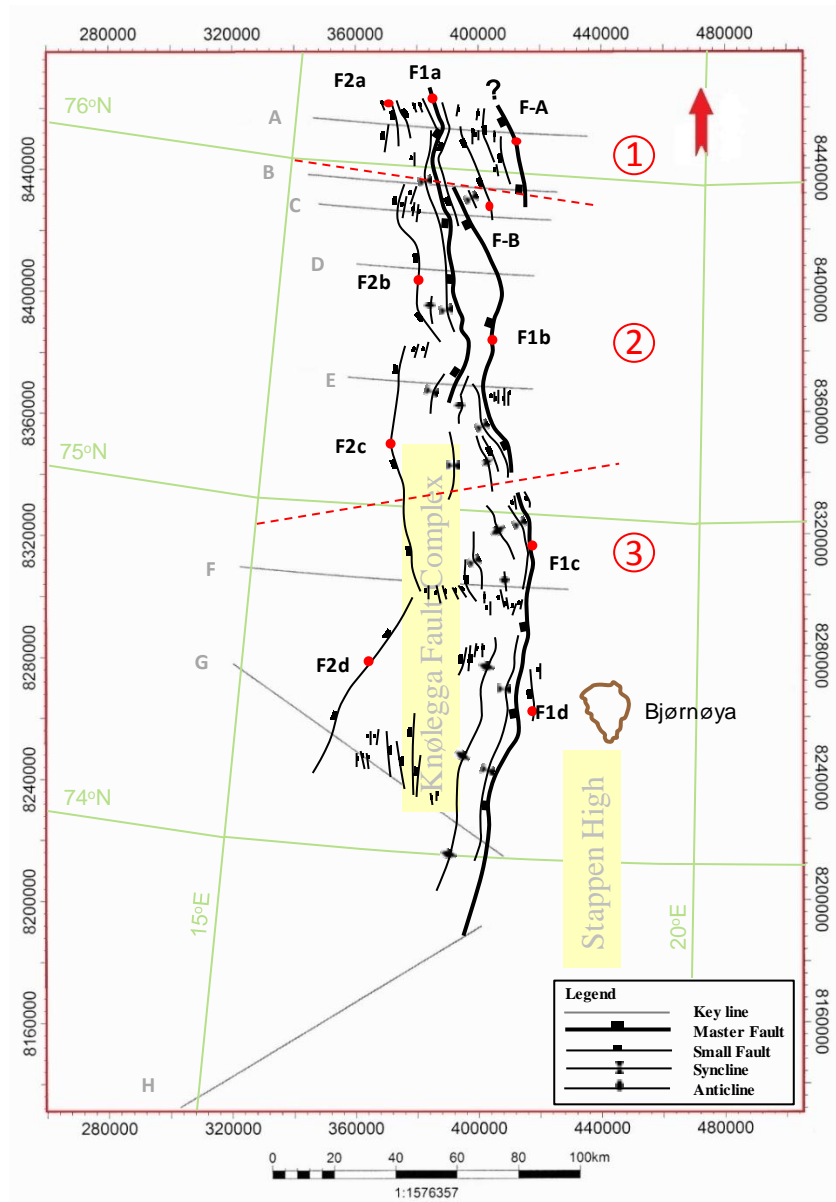 280000 320000 360000 400000 440000 480000
F2a
F1a
?
F-A
76oN
A
1
8440000
8440000
B
C
F-B
D
F2b
8400000
8400000
F1b
2
E
8360000
8360000
F2c
75oN
8320000
8320000
3
F
F1c
Knølegga Fault Complex
G
F2d
8280000
8280000
F1d
Bjørnøya
8240000
8240000
74oN
Stappen High
15oE
20oE
8200000
8200000
8160000
8160000
H
Legend
Key line
Master Fault
Small Fault
Syncline
Anticline
280000 320000 360000 400000 440000 480000
0 20 40 60 80 100km
1:1576357